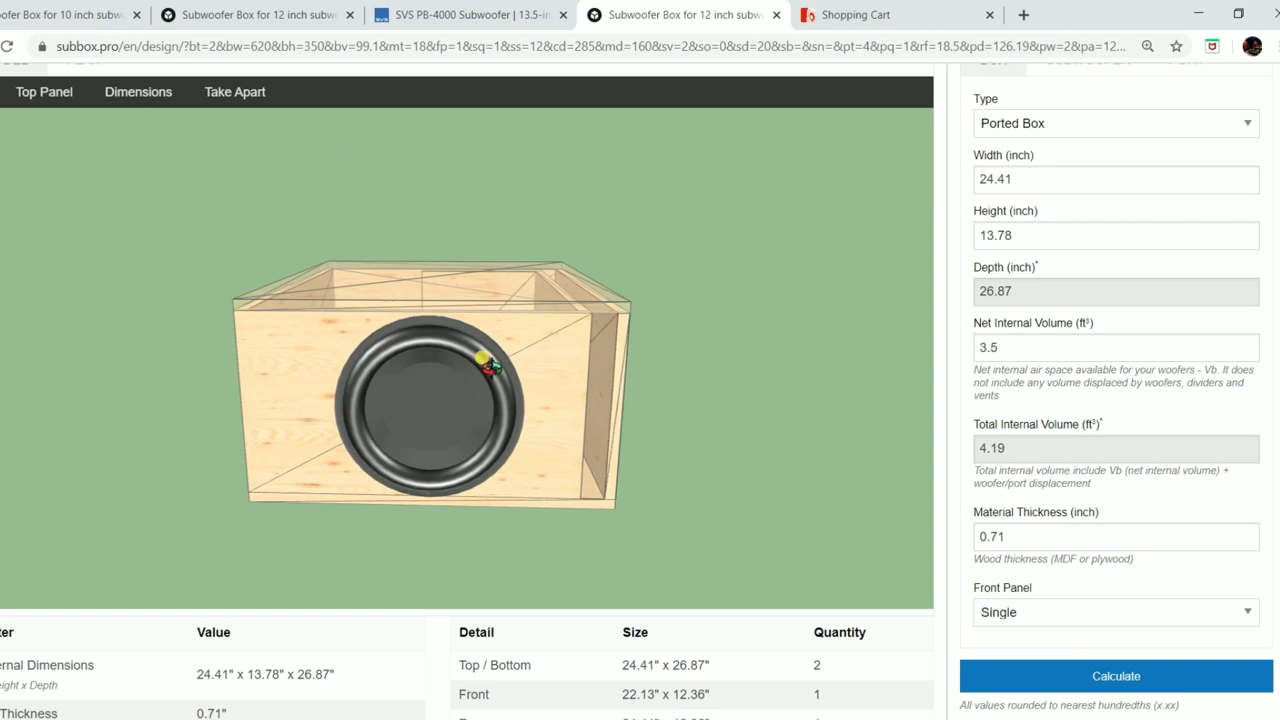 or Box for 10 inch subw
Subwoofer Box for 12 inch subw
SVS PB-4000 Subwoofer | 13.5-in
Subwoofer Box for 12 inch subw
Shopping Cart
subbox.pro/en/design/?bt=2&bw=620&bh=350&bv=99.1&mt=18&fp=1&sq=1&ss=12&cd=285&md=160&sv=2&so=0&sd=20&sb=&sn=&pt=4&pq=1&rf=18.5&pd=126.19&pw=2&pa=12...
Top Panel
Dimensions
Take Apart
Type
Ported Box
Width (inch)
24.41
Height (inch)
13.78
Depth (inch)*
26.87
Net Internal Volume (ft³)
3.5
Net internal air space available for your woofers - Vb. It does
not include any volume displaced by woofers, dividers and
vents
Total Internal Volume (ft³)*
4.19
Total internal volume include Vb (net internal volume) +
woofer/port displacement
Material Thickness (inch)
0.71
Wood thickness (MDF or plywood)
Front Panel
Single
Calculate
All values rounded to nearest hundredths (x.xx)
ter Value
ernal Dimensions
eight x Depth
24.41" x 13.78" x 26.87"
Thickness 0.71"
Detail Size Quantity
Top / Bottom 24.41" x 26.87" 2
Front 22.13" x 12.36" 1